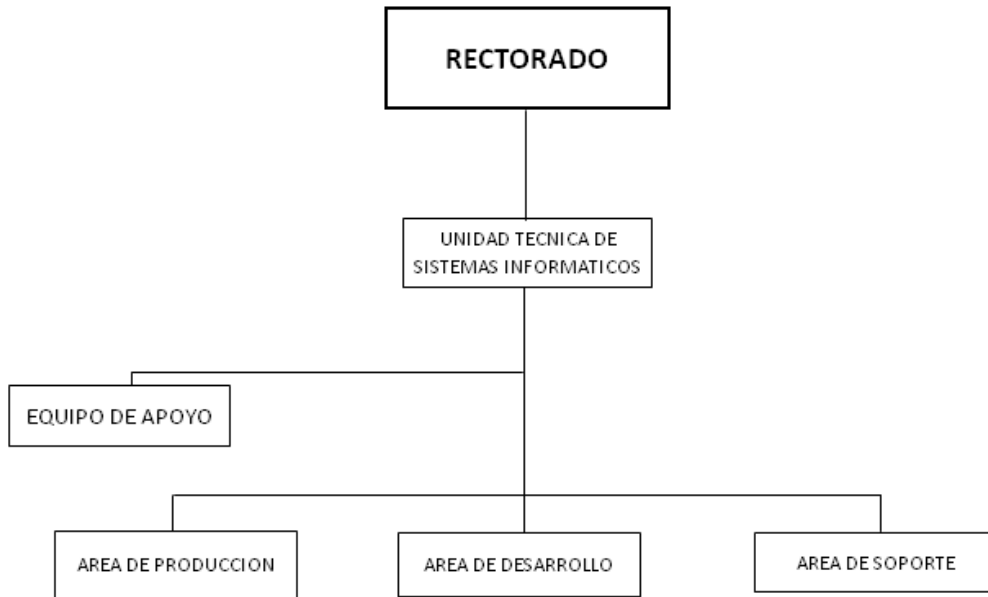 RECTORADO
UNIDAD TECNICA DE
SISTEMAS INFORMATICOS
EQUIPO DE APOYO
AREA DE PRODUCCION
AREA DE DESARROLLO
AREA DE SOPORTE